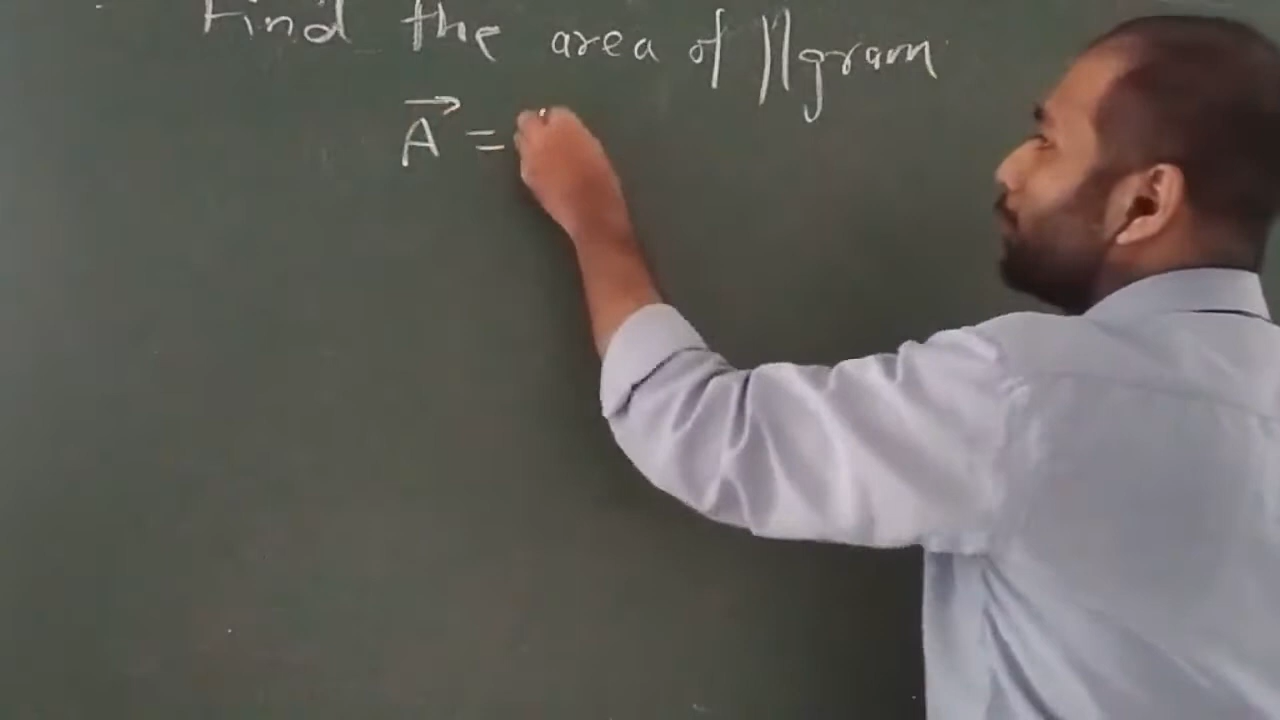 Find the area of ||gram
A⃗ =